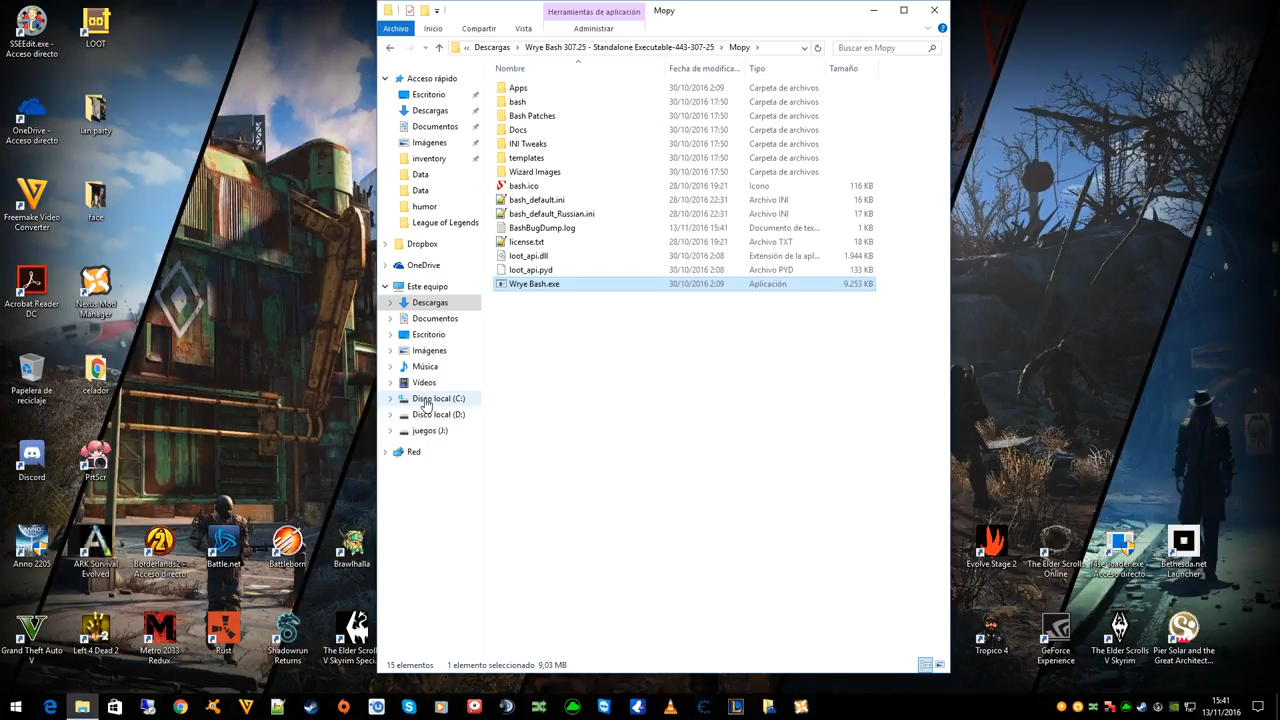 Herramientas de aplicación
Mopy
Archivo
Inicio
Compartir
Vista
Administrar
Descargas
Wrye Bash 307.25 - Standalone Executable-443-307-25
Mopy
Buscar en Mopy
Acceso rápido
Escritorio
Descargas
Documentos
Imágenes
inventory
Data
Data
humor
League of Legends
Dropbox
OneDrive
Este equipo
Descargas
Documentos
Escritorio
Imágenes
Música
Vídeos
Disco local (C:)
Disco local (D:)
juegos (J:)
Red
Nombre Fecha de modifica... Tipo Tamaño
Apps 30/10/2016 2:09 Carpeta de archivos
bash 30/10/2016 17:50 Carpeta de archivos
Bash Patches 30/10/2016 17:50 Carpeta de archivos
Docs 30/10/2016 17:50 Carpeta de archivos
INI Tweaks 30/10/2016 17:50 Carpeta de archivos
templates 30/10/2016 17:50 Carpeta de archivos
Wizard Images 30/10/2016 17:50 Carpeta de archivos
bash.ico 28/10/2016 19:21 Icono 116 KB
bash_default.ini 28/10/2016 22:31 Archivo INI 16 KB
bash_default_Russian.ini 28/10/2016 22:31 Archivo INI 17 KB
BashBugDump.log 13/11/2016 15:41 Documento de tex... 1 KB
license.txt 28/10/2016 19:21 Archivo TXT 18 KB
loot_api.dll 30/10/2016 2:08 Extensión de la apl... 1.944 KB
loot_api.pyd 30/10/2016 2:08 Archivo PYD 133 KB
Wrye Bash.exe 30/10/2016 2:09 Aplicación 9.253 KB
15 elementos 1 elemento seleccionado 9,03 MB
SSEEdit.exe -
Acceso directo
LOOT
OneDrive -
Acceso directo
lan party
Freemake Video
Converter
face
Acrobat Reader
DC
Nexus Mod
Manager
Papelera de
reciclaje
celador
Discord
PrtScr
Anno 2205
ARK Survival
Evolved
Borderlands2 -
Acceso directo
Battle.net
Battleborn
Brawlhalla
Grand Theft Auto
V
Left 4 Dead 2
Metro 2033
Redux
Rust
Shadowrun
Returns
The Elder Scrolls
V Skyrim Speci...
Evolve Stage 2
The Elder Scrolls
Online
f4se_loader.exe -
Acceso directo
Bethesda.net
Launcher
Tropico 4
GeForce
Experience
The Elder Scrolls
V Skyrim
Pier Solar and the
Great Architect...
15:41
13/11/2016